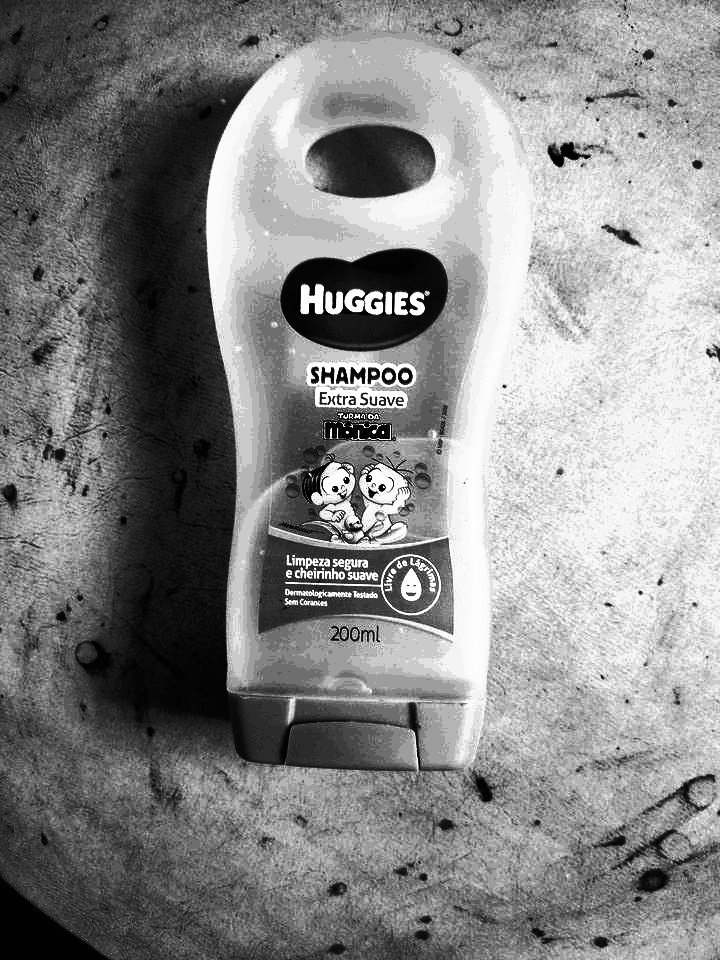 HUGGIES®
SHAMPOO
Extra Suave
TURMA DA
Mônica
Limpeza segura
e cheirinho suave
Dermatologicamente Testado
Sem Corantes
Livre de Lágrimas
200ml